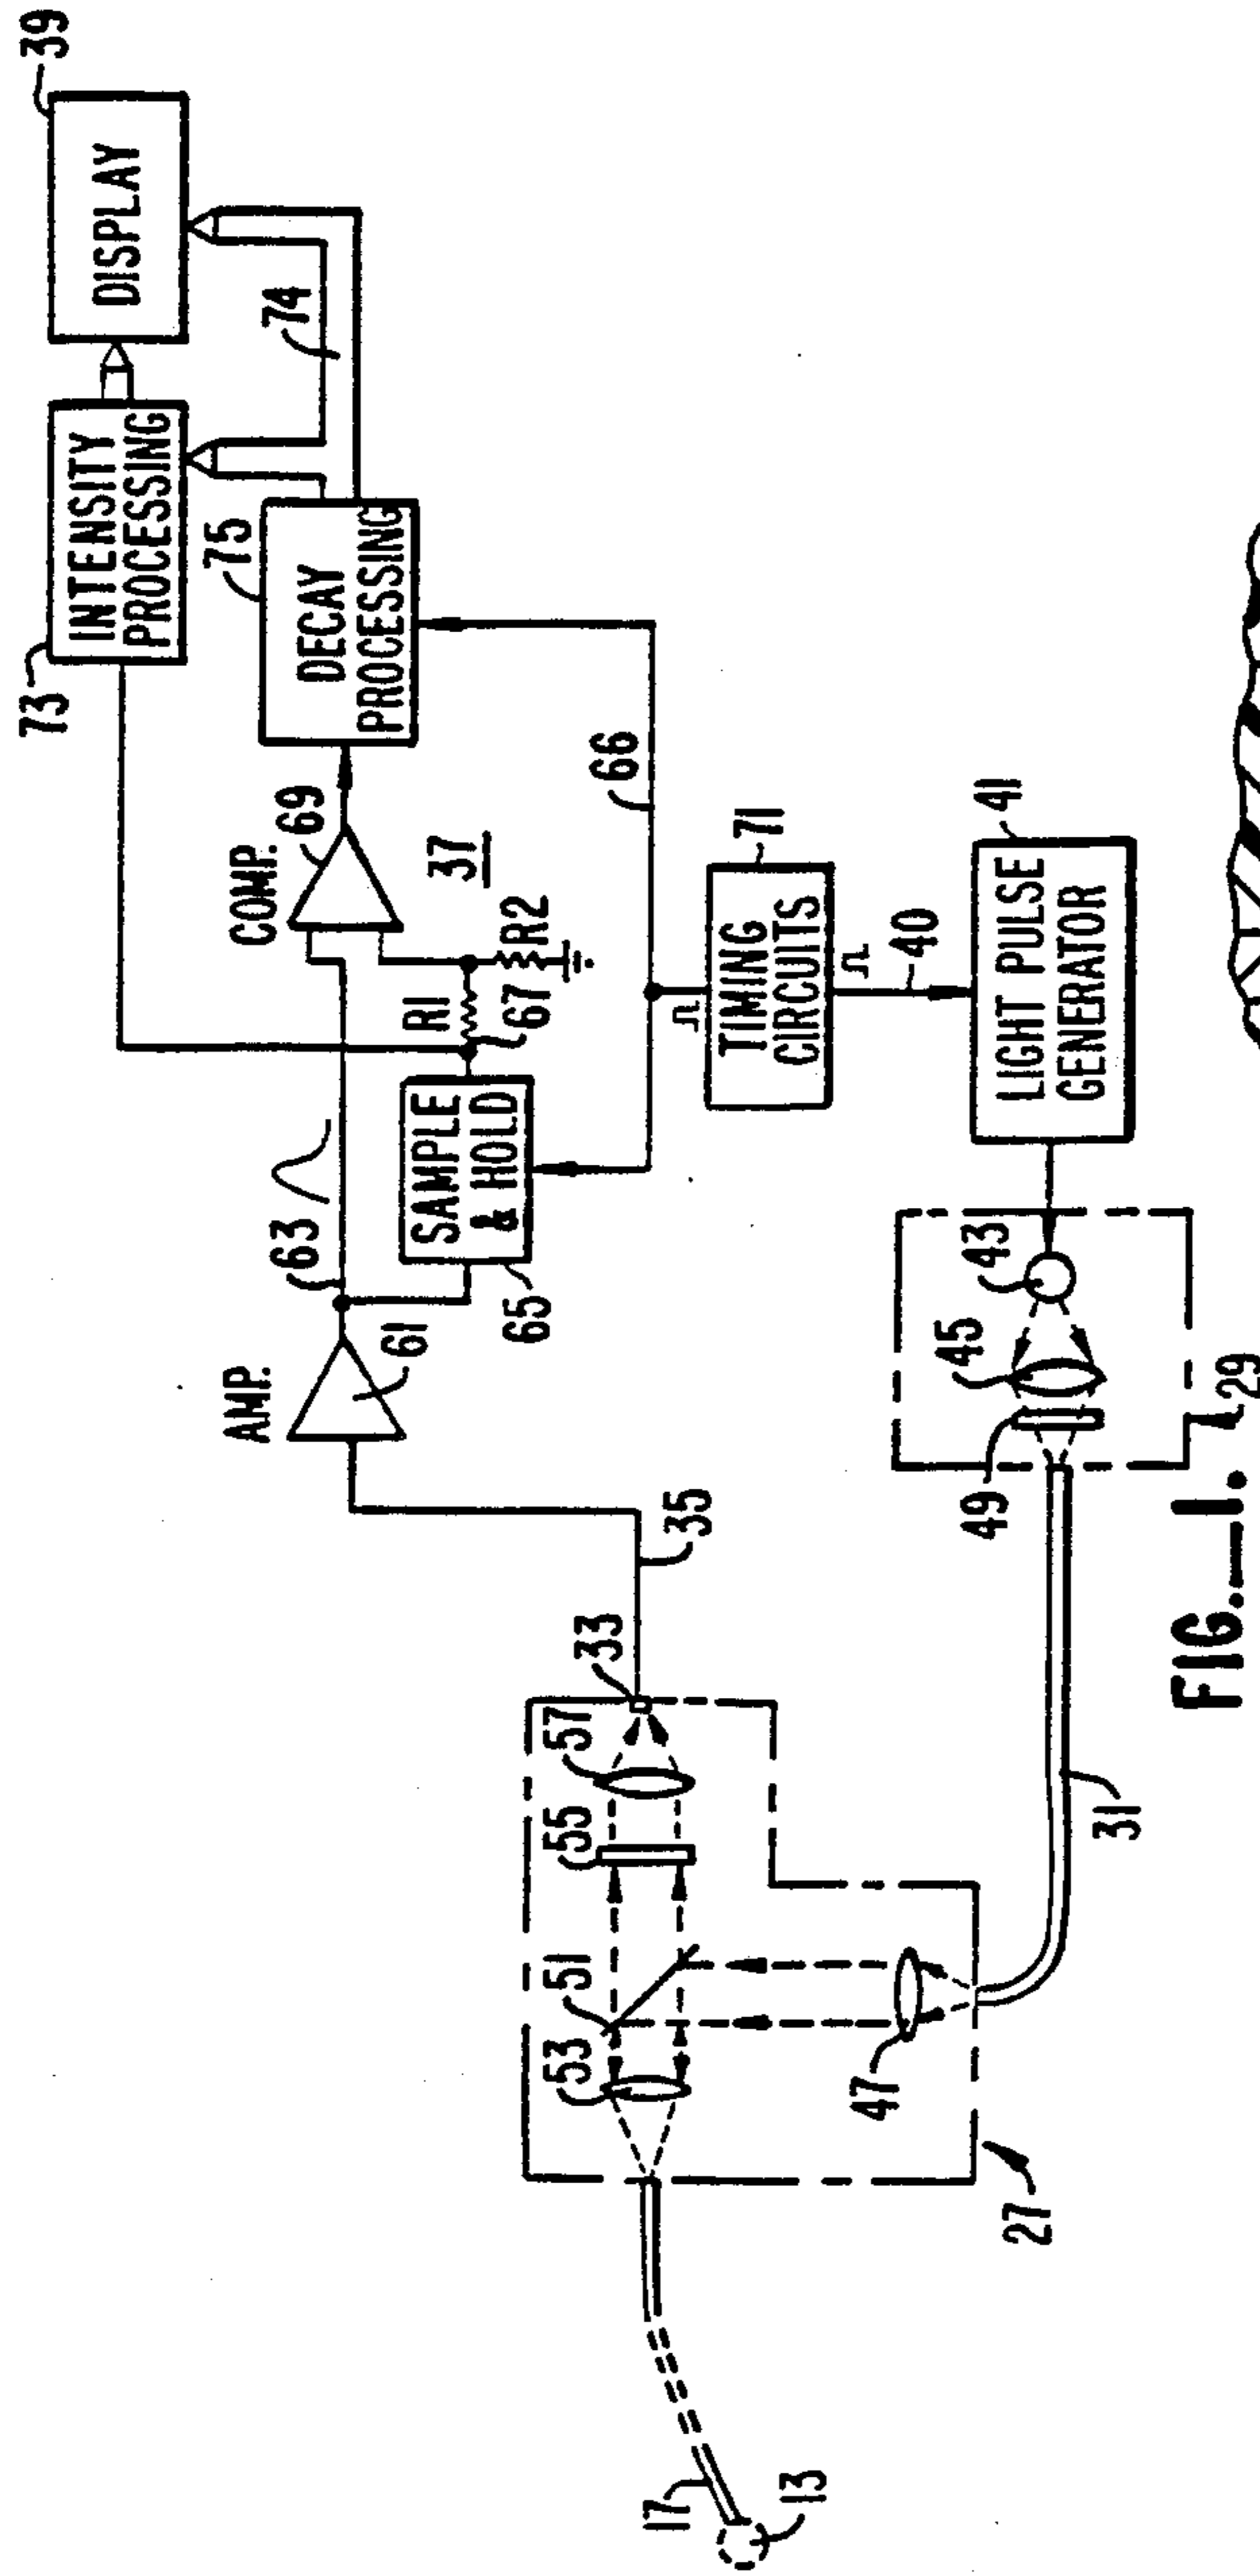 39
DISPLAY
73
INTENSITY
PROCESSING
74
75
DECAY
PROCESSING
COMP.
69
37
66
R1
R2
67
63
SAMPLE
& HOLD
65
71
TIMING
CIRCUITS
40
41
LIGHT PULSE
GENERATOR
AMP.
61
35
33
57
55
51
53
47
27
31
43
45
49
29
17
13
FIG._1.